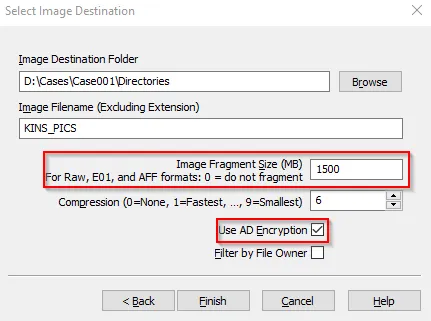 Select Image Destination
Image Destination Folder
D:\Cases\Case001\Directories
Browse
Image Filename (Excluding Extension)
KINS_PICS
Image Fragment Size (MB)
For Raw, E01, and AFF formats: 0 = do not fragment
1500
Compression (0=None, 1=Fastest, ..., 9=Smallest)
6
Use AD Encryption
Filter by File Owner
< Back
Finish
Cancel
Help